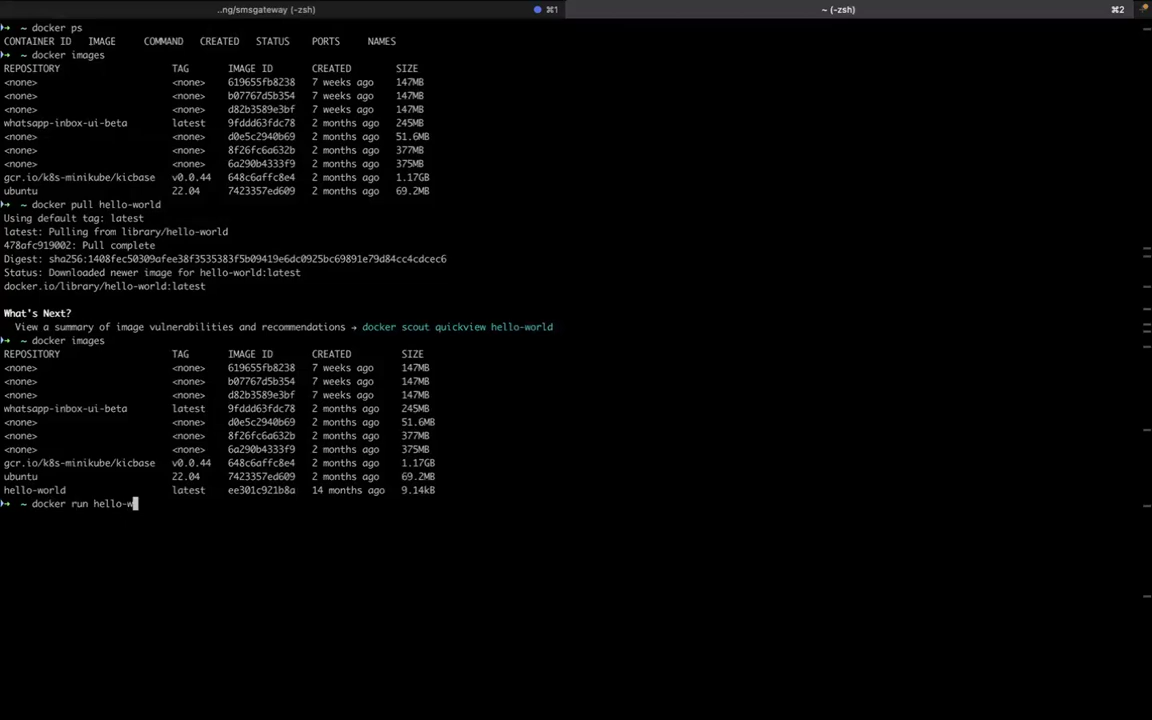 ..ng/smsgateway (-zsh) ⌘1 ~ (-zsh) ⌘2
~ docker ps
CONTAINER ID IMAGE COMMAND CREATED STATUS PORTS NAMES
~ docker images
REPOSITORY TAG IMAGE ID CREATED SIZE
<none> <none> 619655fb8238 7 weeks ago 147MB
<none> <none> b07767d5b354 7 weeks ago 147MB
<none> <none> d82b3589e3bf 7 weeks ago 147MB
whatsapp-inbox-ui-beta latest 9fddd63fdc78 2 months ago 245MB
<none> <none> d0e5c2940b69 2 months ago 51.6MB
<none> <none> 8f26fc6a632b 2 months ago 377MB
<none> <none> 6a290b4333f9 2 months ago 375MB
gcr.io/k8s-minikube/kicbase v0.0.44 648c6affc8e4 2 months ago 1.17GB
ubuntu 22.04 7423357ed609 2 months ago 69.2MB
~ docker pull hello-world
Using default tag: latest
latest: Pulling from library/hello-world
478afc919002: Pull complete
Digest: sha256:1408fec50309afee38f3535383f5b09419e6dc0925bc69891e79d84cc4cdcec6
Status: Downloaded newer image for hello-world:latest
docker.io/library/hello-world:latest
What's Next?
View a summary of image vulnerabilities and recommendations → docker scout quickview hello-world
~ docker images
REPOSITORY TAG IMAGE ID CREATED SIZE
<none> <none> 619655fb8238 7 weeks ago 147MB
<none> <none> b07767d5b354 7 weeks ago 147MB
<none> <none> d82b3589e3bf 7 weeks ago 147MB
whatsapp-inbox-ui-beta latest 9fddd63fdc78 2 months ago 245MB
<none> <none> d0e5c2940b69 2 months ago 51.6MB
<none> <none> 8f26fc6a632b 2 months ago 377MB
<none> <none> 6a290b4333f9 2 months ago 375MB
gcr.io/k8s-minikube/kicbase v0.0.44 648c6affc8e4 2 months ago 1.17GB
ubuntu 22.04 7423357ed609 2 months ago 69.2MB
hello-world latest ee301c921b8a 14 months ago 9.14kB
~ docker run hello-w